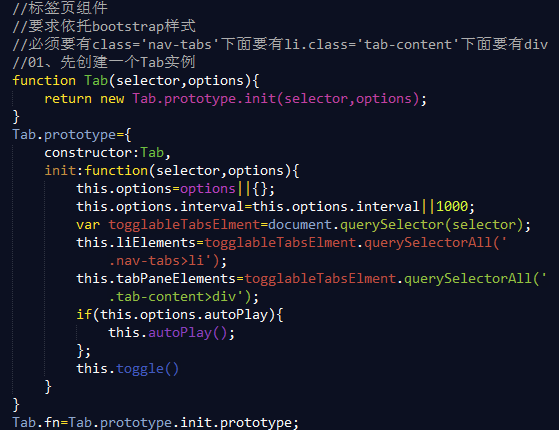 //标签页组件
//要求依托bootstrap样式
//必须要有class='nav-tabs'下面要有li.class='tab-content'下面要有div
//01、先创建一个Tab实例
function Tab(selector,options){
    return new Tab.prototype.init(selector,options);
}
Tab.prototype={
    constructor:Tab,
    init:function(selector,options){
        this.options=options||{};
        this.options.interval=this.options.interval||1000;
        var togglableTabsElment=document.querySelector(selector);
        this.liElements=togglableTabsElment.querySelectorAll('
            .nav-tabs>li');
        this.tabPaneElements=togglableTabsElment.querySelectorAll('
            .tab-content>div');
        if(this.options.autoPlay){
            this.autoPlay();
        };
        this.toggle()
    }
}
Tab.fn=Tab.prototype.init.prototype;